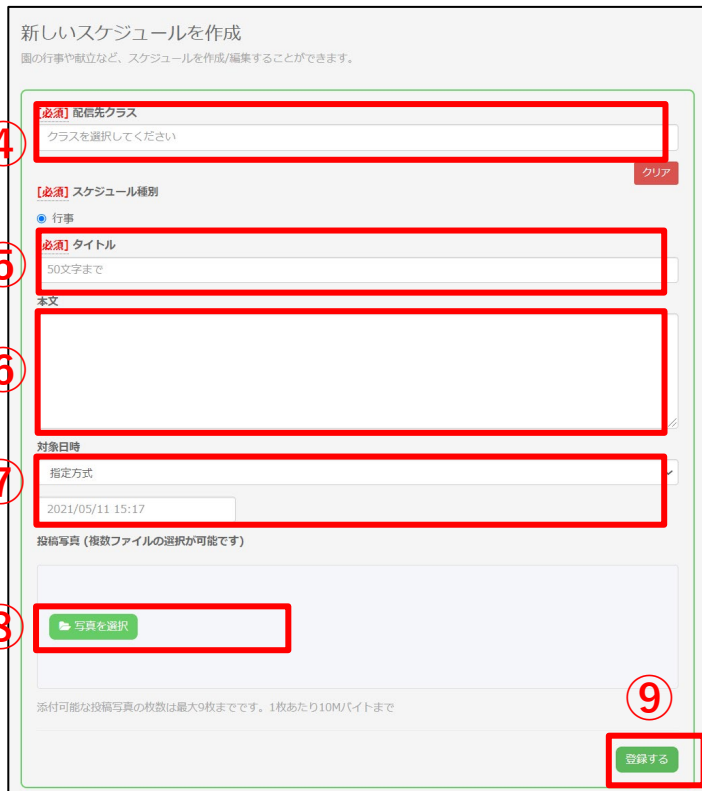 新しいスケジュールを作成
園の行事や献立など、スケジュールを作成/編集することができます。
④
[必須] 配信先クラス
クラスを選択してください
クリア
[必須] スケジュール種別
行事
⑤
[必須] タイトル
50文字まで
本文
⑥
対象日時
⑦
指定方式
2021/05/11 15:17
投稿写真 (複数ファイルの選択が可能です)
⑧
写真を選択
添付可能な投稿写真の枚数は最大9枚までです。1枚あたり10Mバイトまで
⑨
登録する